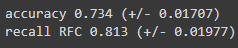 accuracy 0.734 (+/- 0.01707)
recall RFC 0.813 (+/- 0.01977)